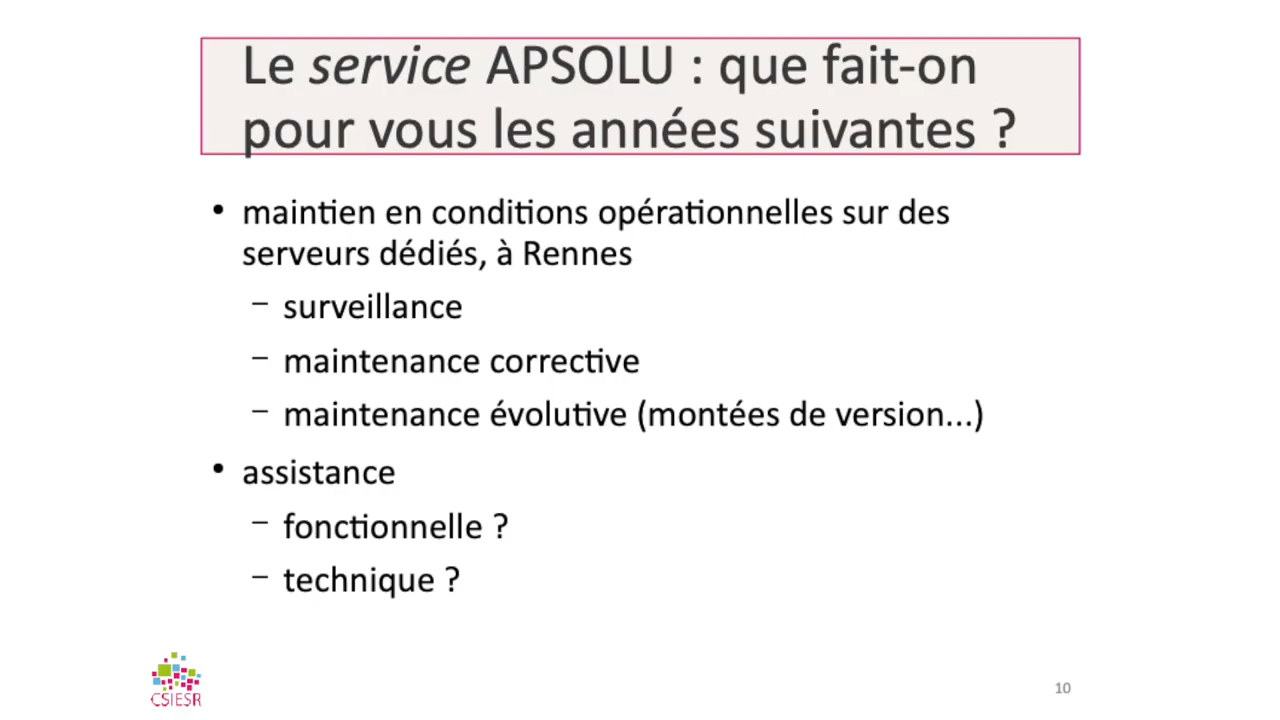 Le service APSOLU : que fait-on
pour vous les années suivantes ?
• maintien en conditions opérationnelles sur des
serveurs dédiés, à Rennes
– surveillance
– maintenance corrective
– maintenance évolutive (montées de version...)
• assistance
– fonctionnelle ?
– technique ?
CSIESR
10